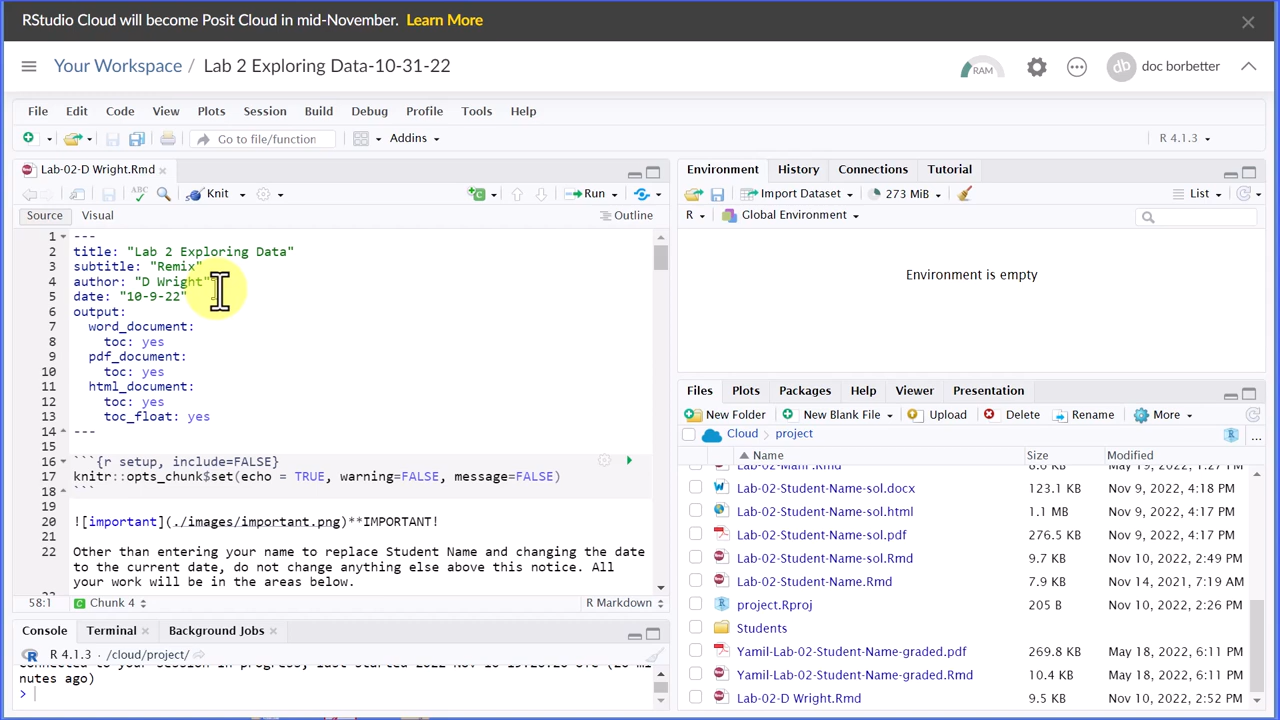 RStudio Cloud will become Posit Cloud in mid-November. Learn More
Your Workspace / Lab 2 Exploring Data-10-31-22
RAM
db doc borbetter
File Edit Code View Plots Session Build Debug Profile Tools Help
Go to file/function Addins R 4.1.3
Lab-02-D Wright.Rmd
Knit Run
Source Visual Outline
1 ---
2 title: "Lab 2 Exploring Data"
3 subtitle: "Remix"
4 author: "D Wright"
5 date: "10-9-22"
6 output:
7 word_document:
8 toc: yes
9 pdf_document:
10 toc: yes
11 html_document:
12 toc: yes
13 toc_float: yes
14 ---
15
16 ```{r setup, include=FALSE}
17 knitr::opts_chunk$set(echo = TRUE, warning=FALSE, message=FALSE)
18 ```
19
20 ![important](./images/important.png)**IMPORTANT!
21
22 Other than entering your name to replace Student Name and changing the date
to the current date, do not change anything else above this notice. All
your work will be in the areas below.
58:1 Chunk 4 R Markdown
Console Terminal Background Jobs
R 4.1.3 · /cloud/project/
nutes ago)
>
Environment History Connections Tutorial
Import Dataset 273 MiB List
R Global Environment
Environment is empty
Files Plots Packages Help Viewer Presentation
New Folder New Blank File Upload Delete Rename More
Cloud project
Name Size Modified
Lab-02-Student-Name-sol.docx 123.1 KB Nov 9, 2022, 4:18 PM
Lab-02-Student-Name-sol.html 1.1 MB Nov 9, 2022, 4:17 PM
Lab-02-Student-Name-sol.pdf 276.5 KB Nov 9, 2022, 4:17 PM
Lab-02-Student-Name-sol.Rmd 9.7 KB Nov 10, 2022, 2:49 PM
Lab-02-Student-Name.Rmd 7.9 KB Nov 14, 2021, 7:19 AM
project.Rproj 205 B Nov 10, 2022, 2:26 PM
Students
Yamil-Lab-02-Student-Name-graded.pdf 269.8 KB May 18, 2022, 6:11 PM
Yamil-Lab-02-Student-Name-graded.Rmd 10.4 KB May 18, 2022, 6:11 PM
Lab-02-D Wright.Rmd 9.5 KB Nov 10, 2022, 2:52 PM